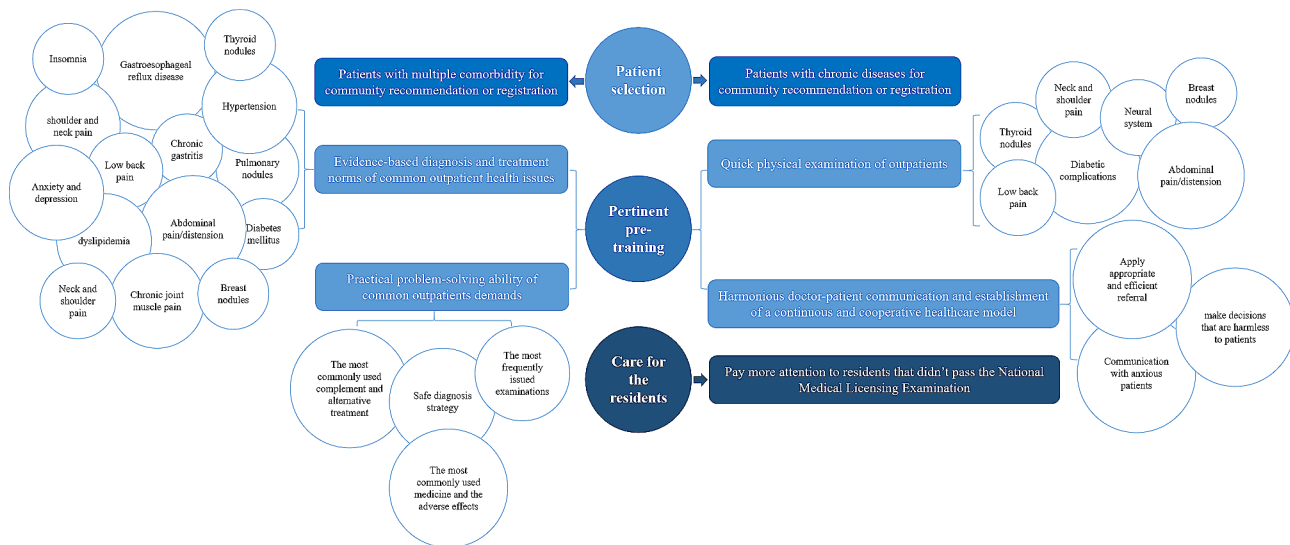 Insomnia
Gastroesophageal
reflux disease
Thyroid
nodules
Hypertension
shoulder and
neck pain
Chronic
gastritis
Low back
pain
Pulmonary
nodules
Anxiety and
depression
Abdominal
pain/distension
Diabetes
mellitus
dyslipidemia
Neck and
shoulder
pain
Chronic joint
muscle pain
Breast
nodules
Patients with multiple comorbidity for
community recommendation or registration
Patient
selection
Patients with chronic diseases for
community recommendation or registration
Evidence-based diagnosis and treatment
norms of common outpatient health issues
Pertinent
pre-
training
Quick physical examination of outpatients
Neck and
shoulder
pain
Neural
system
Breast
nodules
Thyroid
nodules
Diabetic
complications
Abdominal
pain/distension
Low back
pain
Practical problem-solving ability of
common outpatients demands
The most
commonly used
complement and
alternative
treatment
Safe diagnosis
strategy
The most
frequently
issued
examinations
The most
commonly used
medicine and the
adverse effects
Harmonious doctor-patient communication and establishment
of a continuous and cooperative healthcare model
Apply
appropriate
and efficient
referral
make decisions
that are harmless
to patients
Communication
with anxious
patients
Care for
the
residents
Pay more attention to residents that didn't pass the National
Medical Licensing Examination